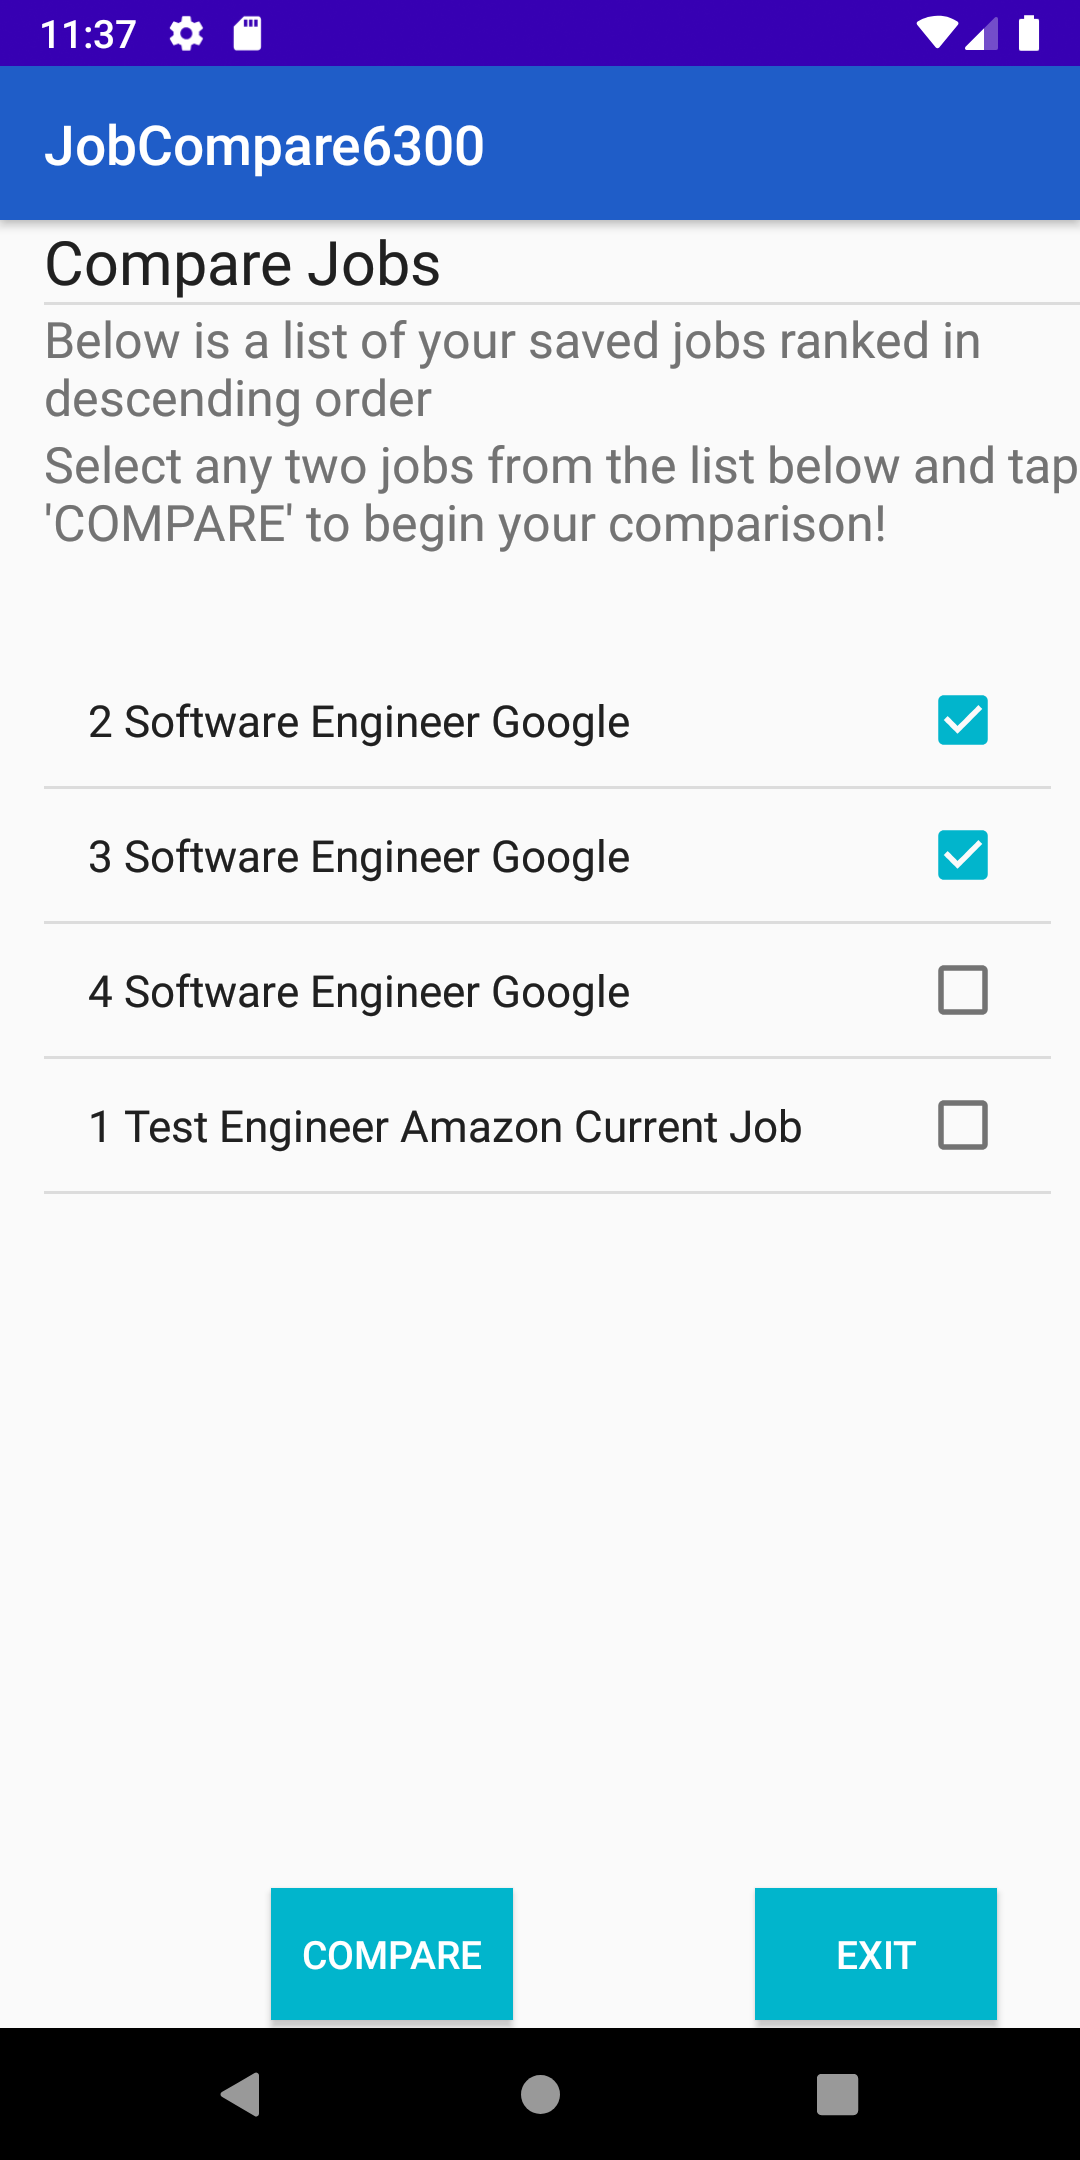 11:37
JobCompare6300
Compare Jobs
Below is a list of your saved jobs ranked in
descending order
Select any two jobs from the list below and tap
'COMPARE' to begin your comparison!
2 Software Engineer Google
3 Software Engineer Google
4 Software Engineer Google
1 Test Engineer Amazon Current Job
COMPARE
EXIT